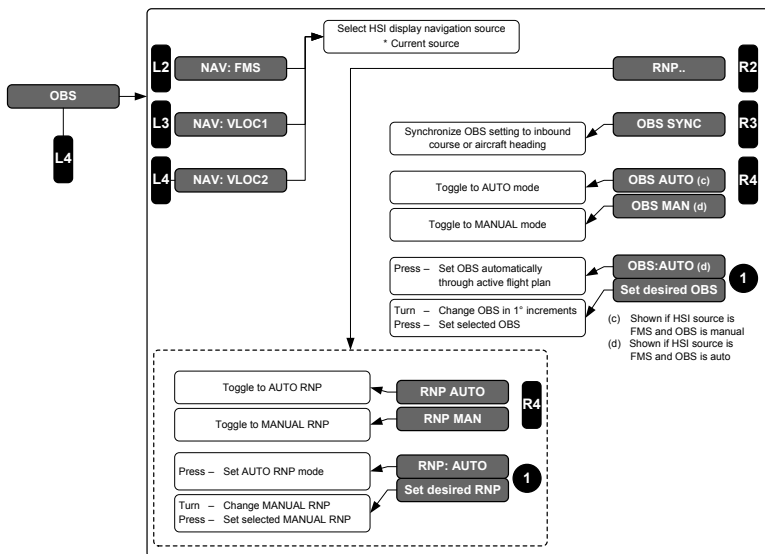 Select HSI display navigation source
* Current source
L2
NAV: FMS
RNP..
R2
OBS
L4
L3
NAV: VLOC1
Synchronize OBS setting to inbound
course or aircraft heading
OBS SYNC
R3
L4
NAV: VLOC2
Toggle to AUTO mode
OBS AUTO (c)
R4
Toggle to MANUAL mode
OBS MAN (d)
Press – Set OBS automatically
through active flight plan
OBS:AUTO (d)
1
Set desired OBS
Turn – Change OBS in 1° increments
Press – Set selected OBS
(c) Shown if HSI source is
FMS and OBS is manual
(d) Shown if HSI source is
FMS and OBS is auto
Toggle to AUTO RNP
RNP AUTO
R4
Toggle to MANUAL RNP
RNP MAN
Press – Set AUTO RNP mode
RNP: AUTO
1
Set desired RNP
Turn – Change MANUAL RNP
Press – Set selected MANUAL RNP